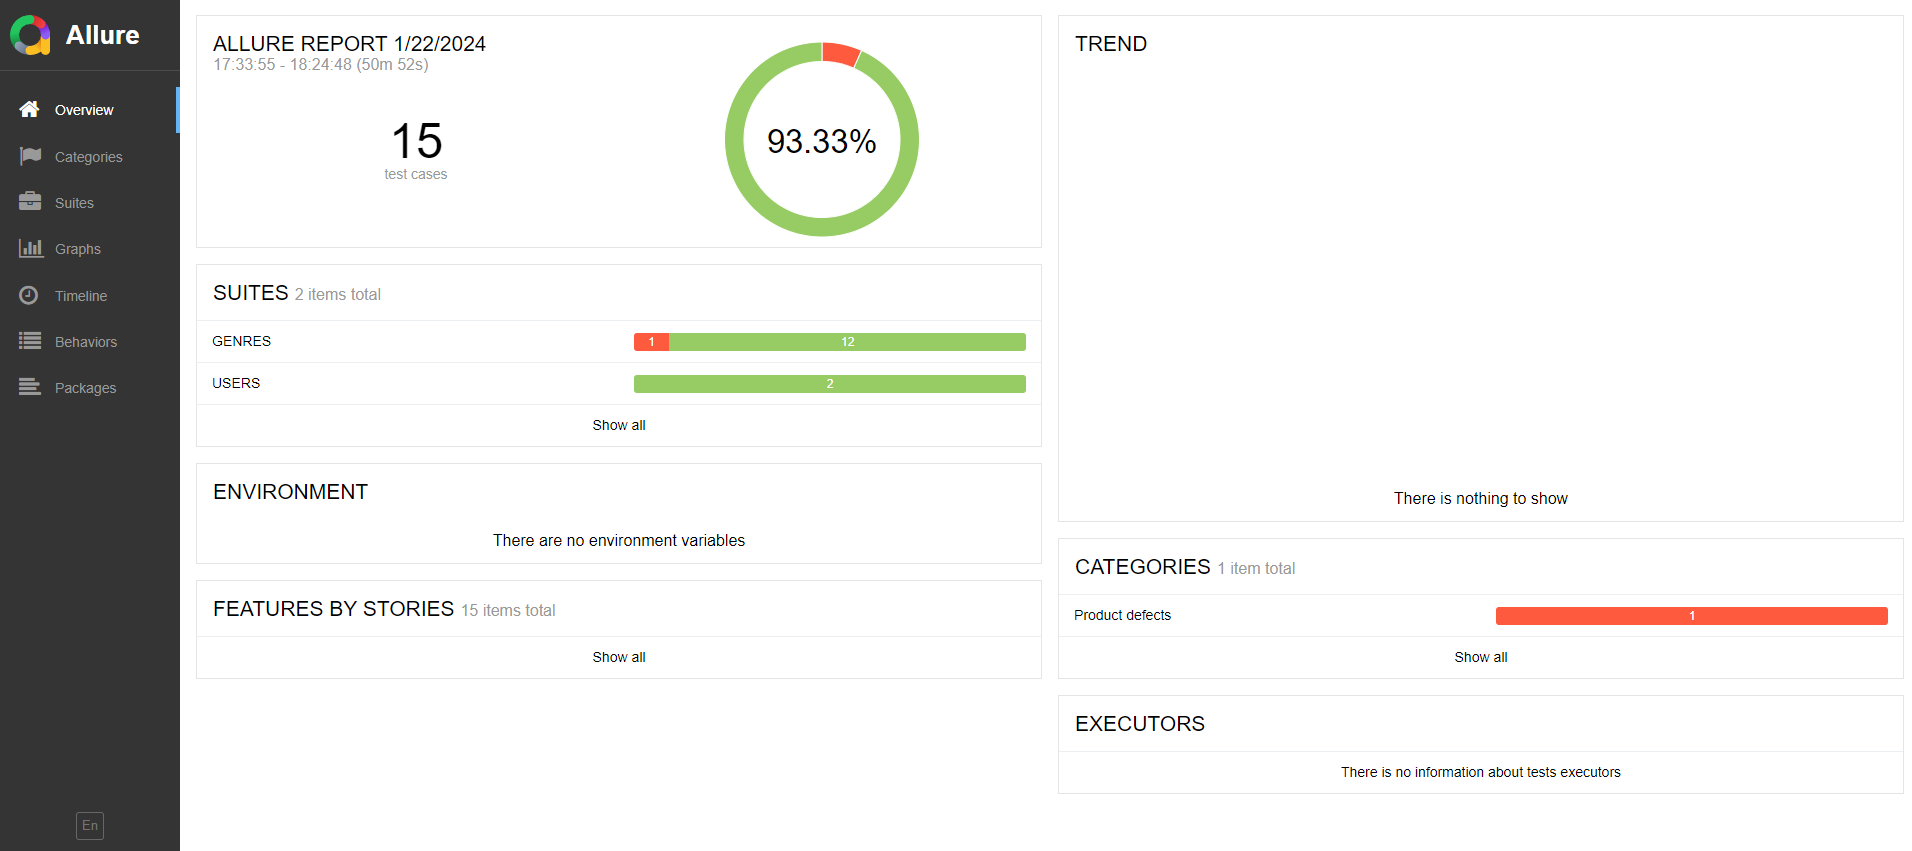 Allure
Overview
Categories
Suites
Graphs
Timeline
Behaviors
Packages
En
ALLURE REPORT 1/22/2024
17:33:55 - 18:24:48 (50m 52s)
15
test cases
93.33%
SUITES 2 items total
GENRES 1 12
USERS 2
Show all
ENVIRONMENT
There are no environment variables
FEATURES BY STORIES 15 items total
Show all
TREND
There is nothing to show
CATEGORIES 1 item total
Product defects 1
Show all
EXECUTORS
There is no information about tests executors